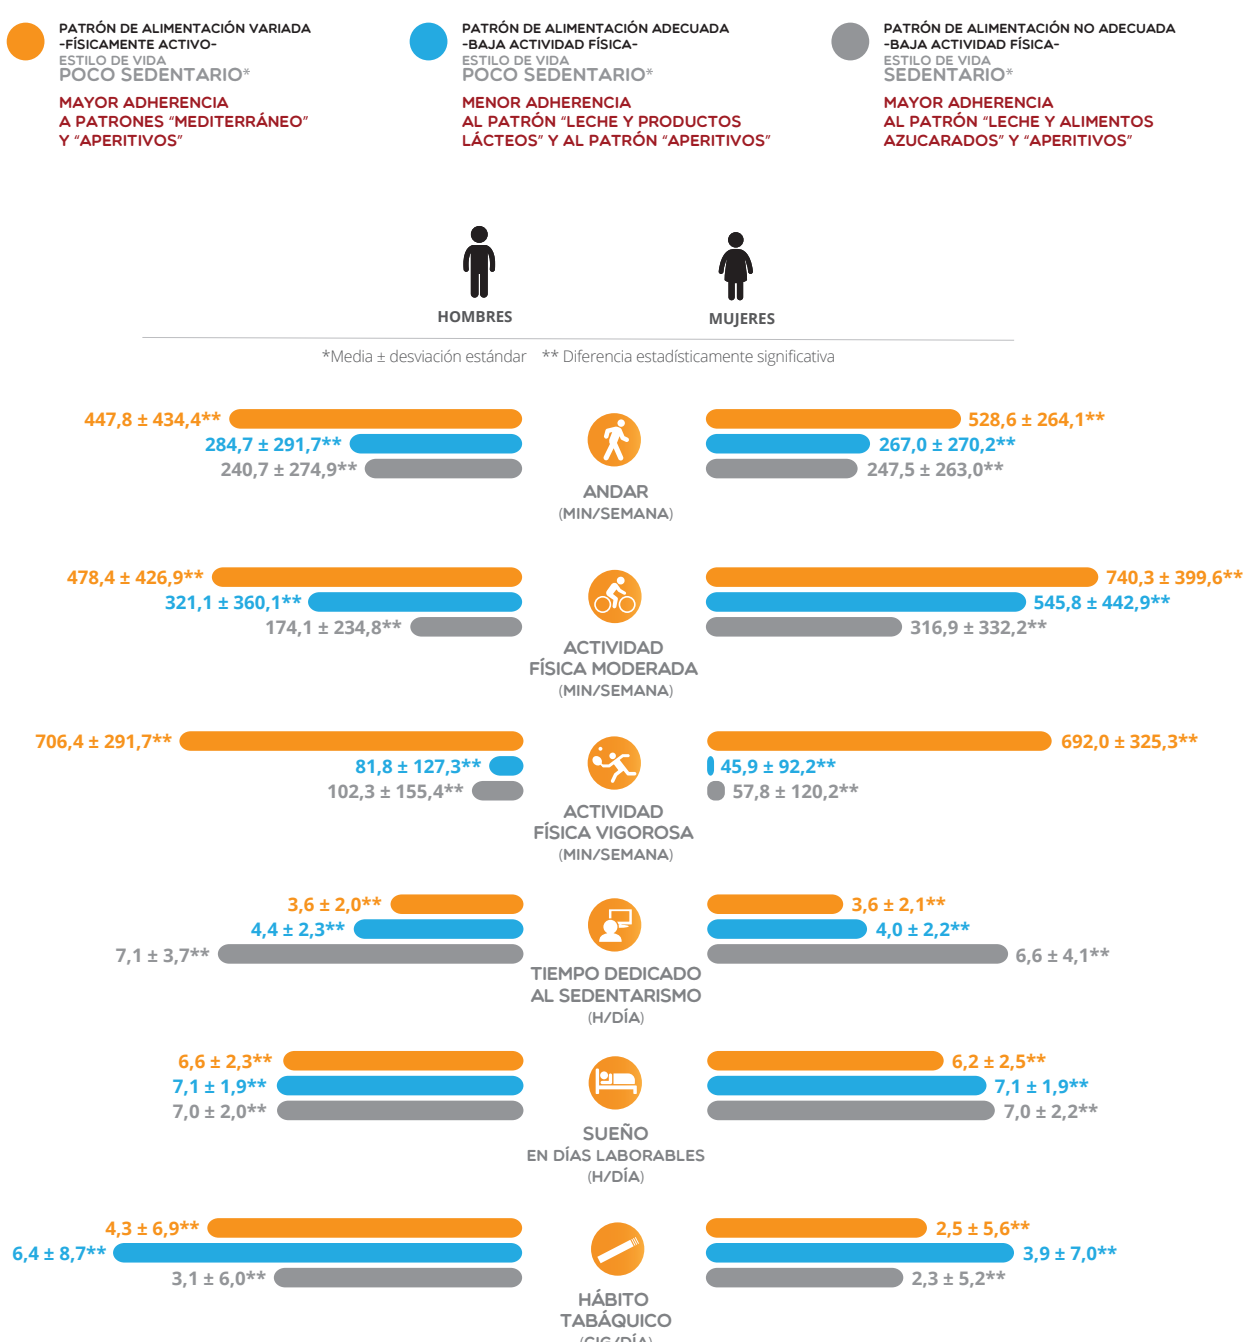 PATRÓN DE ALIMENTACIÓN VARIADA
-FÍSICAMENTE ACTIVO-
ESTILO DE VIDA
POCO SEDENTARIO*
MAYOR ADHERENCIA
A PATRONES “MEDITERRÁNEO”
Y “APERITIVOS”
PATRÓN DE ALIMENTACIÓN ADECUADA
-BAJA ACTIVIDAD FÍSICA-
ESTILO DE VIDA
POCO SEDENTARIO*
MENOR ADHERENCIA
AL PATRÓN “LECHE Y PRODUCTOS
LÁCTEOS” Y AL PATRÓN “APERITIVOS”
PATRÓN DE ALIMENTACIÓN NO ADECUADA
-BAJA ACTIVIDAD FÍSICA-
ESTILO DE VIDA
SEDENTARIO*
MAYOR ADHERENCIA
AL PATRÓN “LECHE Y ALIMENTOS
AZUCARADOS” Y “APERITIVOS”
HOMBRES
MUJERES
*Media ± desviación estándar ** Diferencia estadísticamente significativa
447,8 ± 434,4**
284,7 ± 291,7**
240,7 ± 274,9**
ANDAR
(MIN/SEMANA)
528,6 ± 264,1**
267,0 ± 270,2**
247,5 ± 263,0**
478,4 ± 426,9**
321,1 ± 360,1**
174,1 ± 234,8**
ACTIVIDAD
FÍSICA MODERADA
(MIN/SEMANA)
740,3 ± 399,6**
545,8 ± 442,9**
316,9 ± 332,2**
706,4 ± 291,7**
81,8 ± 127,3**
102,3 ± 155,4**
ACTIVIDAD
FÍSICA VIGOROSA
(MIN/SEMANA)
692,0 ± 325,3**
45,9 ± 92,2**
57,8 ± 120,2**
3,6 ± 2,0**
4,4 ± 2,3**
7,1 ± 3,7**
TIEMPO DEDICADO
AL SEDENTARISMO
(H/DÍA)
3,6 ± 2,1**
4,0 ± 2,2**
6,6 ± 4,1**
6,6 ± 2,3**
7,1 ± 1,9**
7,0 ± 2,0**
SUEÑO
EN DÍAS LABORABLES
(H/DÍA)
6,2 ± 2,5**
7,1 ± 1,9**
7,0 ± 2,2**
4,3 ± 6,9**
6,4 ± 8,7**
3,1 ± 6,0**
HÁBITO
TABÁQUICO
(CIG/DÍA)
2,5 ± 5,6**
3,9 ± 7,0**
2,3 ± 5,2**